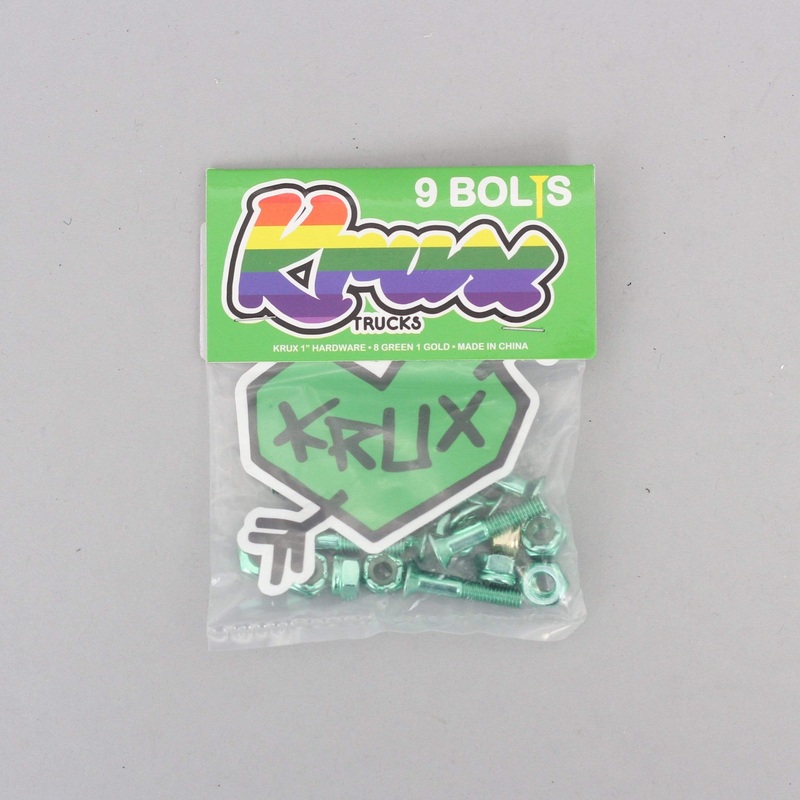 9 BOLTS
Krux
TRUCKS
KRUX 1" HARDWARE • 8 GREEN 1 GOLD • MADE IN CHINA
KRUX